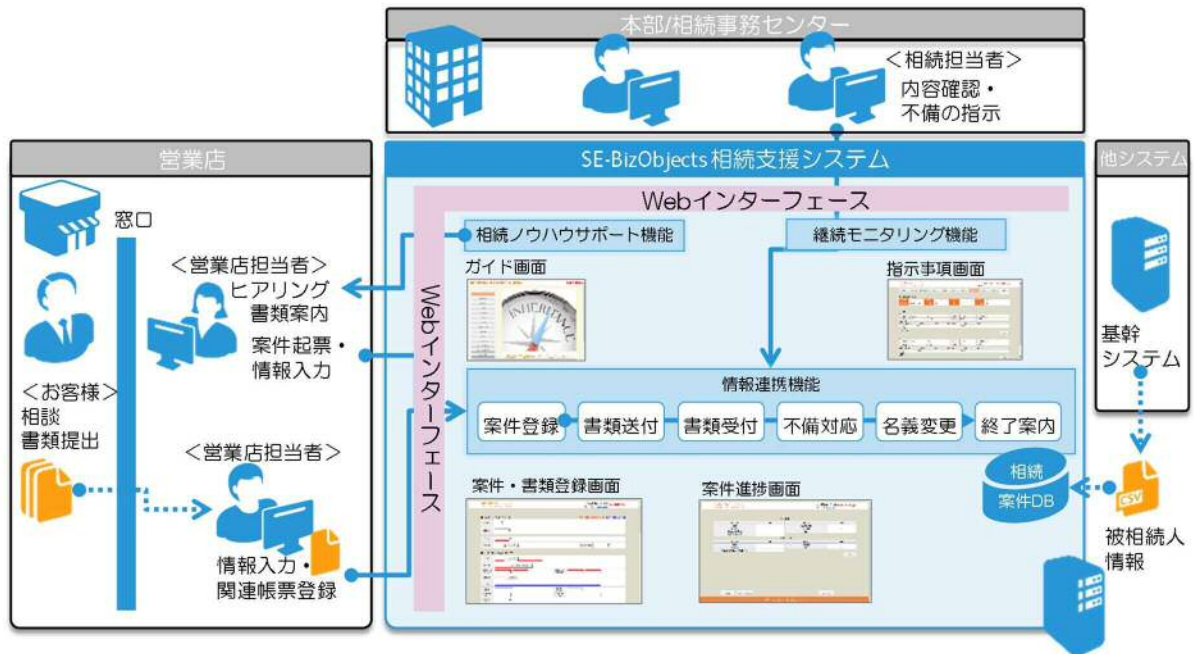 本部/相続事務センター
＜相続担当者＞
内容確認・
不備の指示
営業店
窓口
＜営業店担当者＞
ヒアリング
書類案内
案件起票・
情報入力
＜お客様＞
相談
書類提出
＜営業店担当者＞
情報入力・
関連帳票登録
SE-BizObjects 相続支援システム
Webインターフェース
Webインターフェース
相続ノウハウサポート機能
継続モニタリング機能
ガイド画面
INHERITANCE
指示事項画面
情報連携機能
案件登録
書類送付
書類受付
不備対応
名義変更
終了案内
案件・書類登録画面
案件進捗画面
相続
案件DB
他システム
基幹
システム
CSV
被相続人
情報